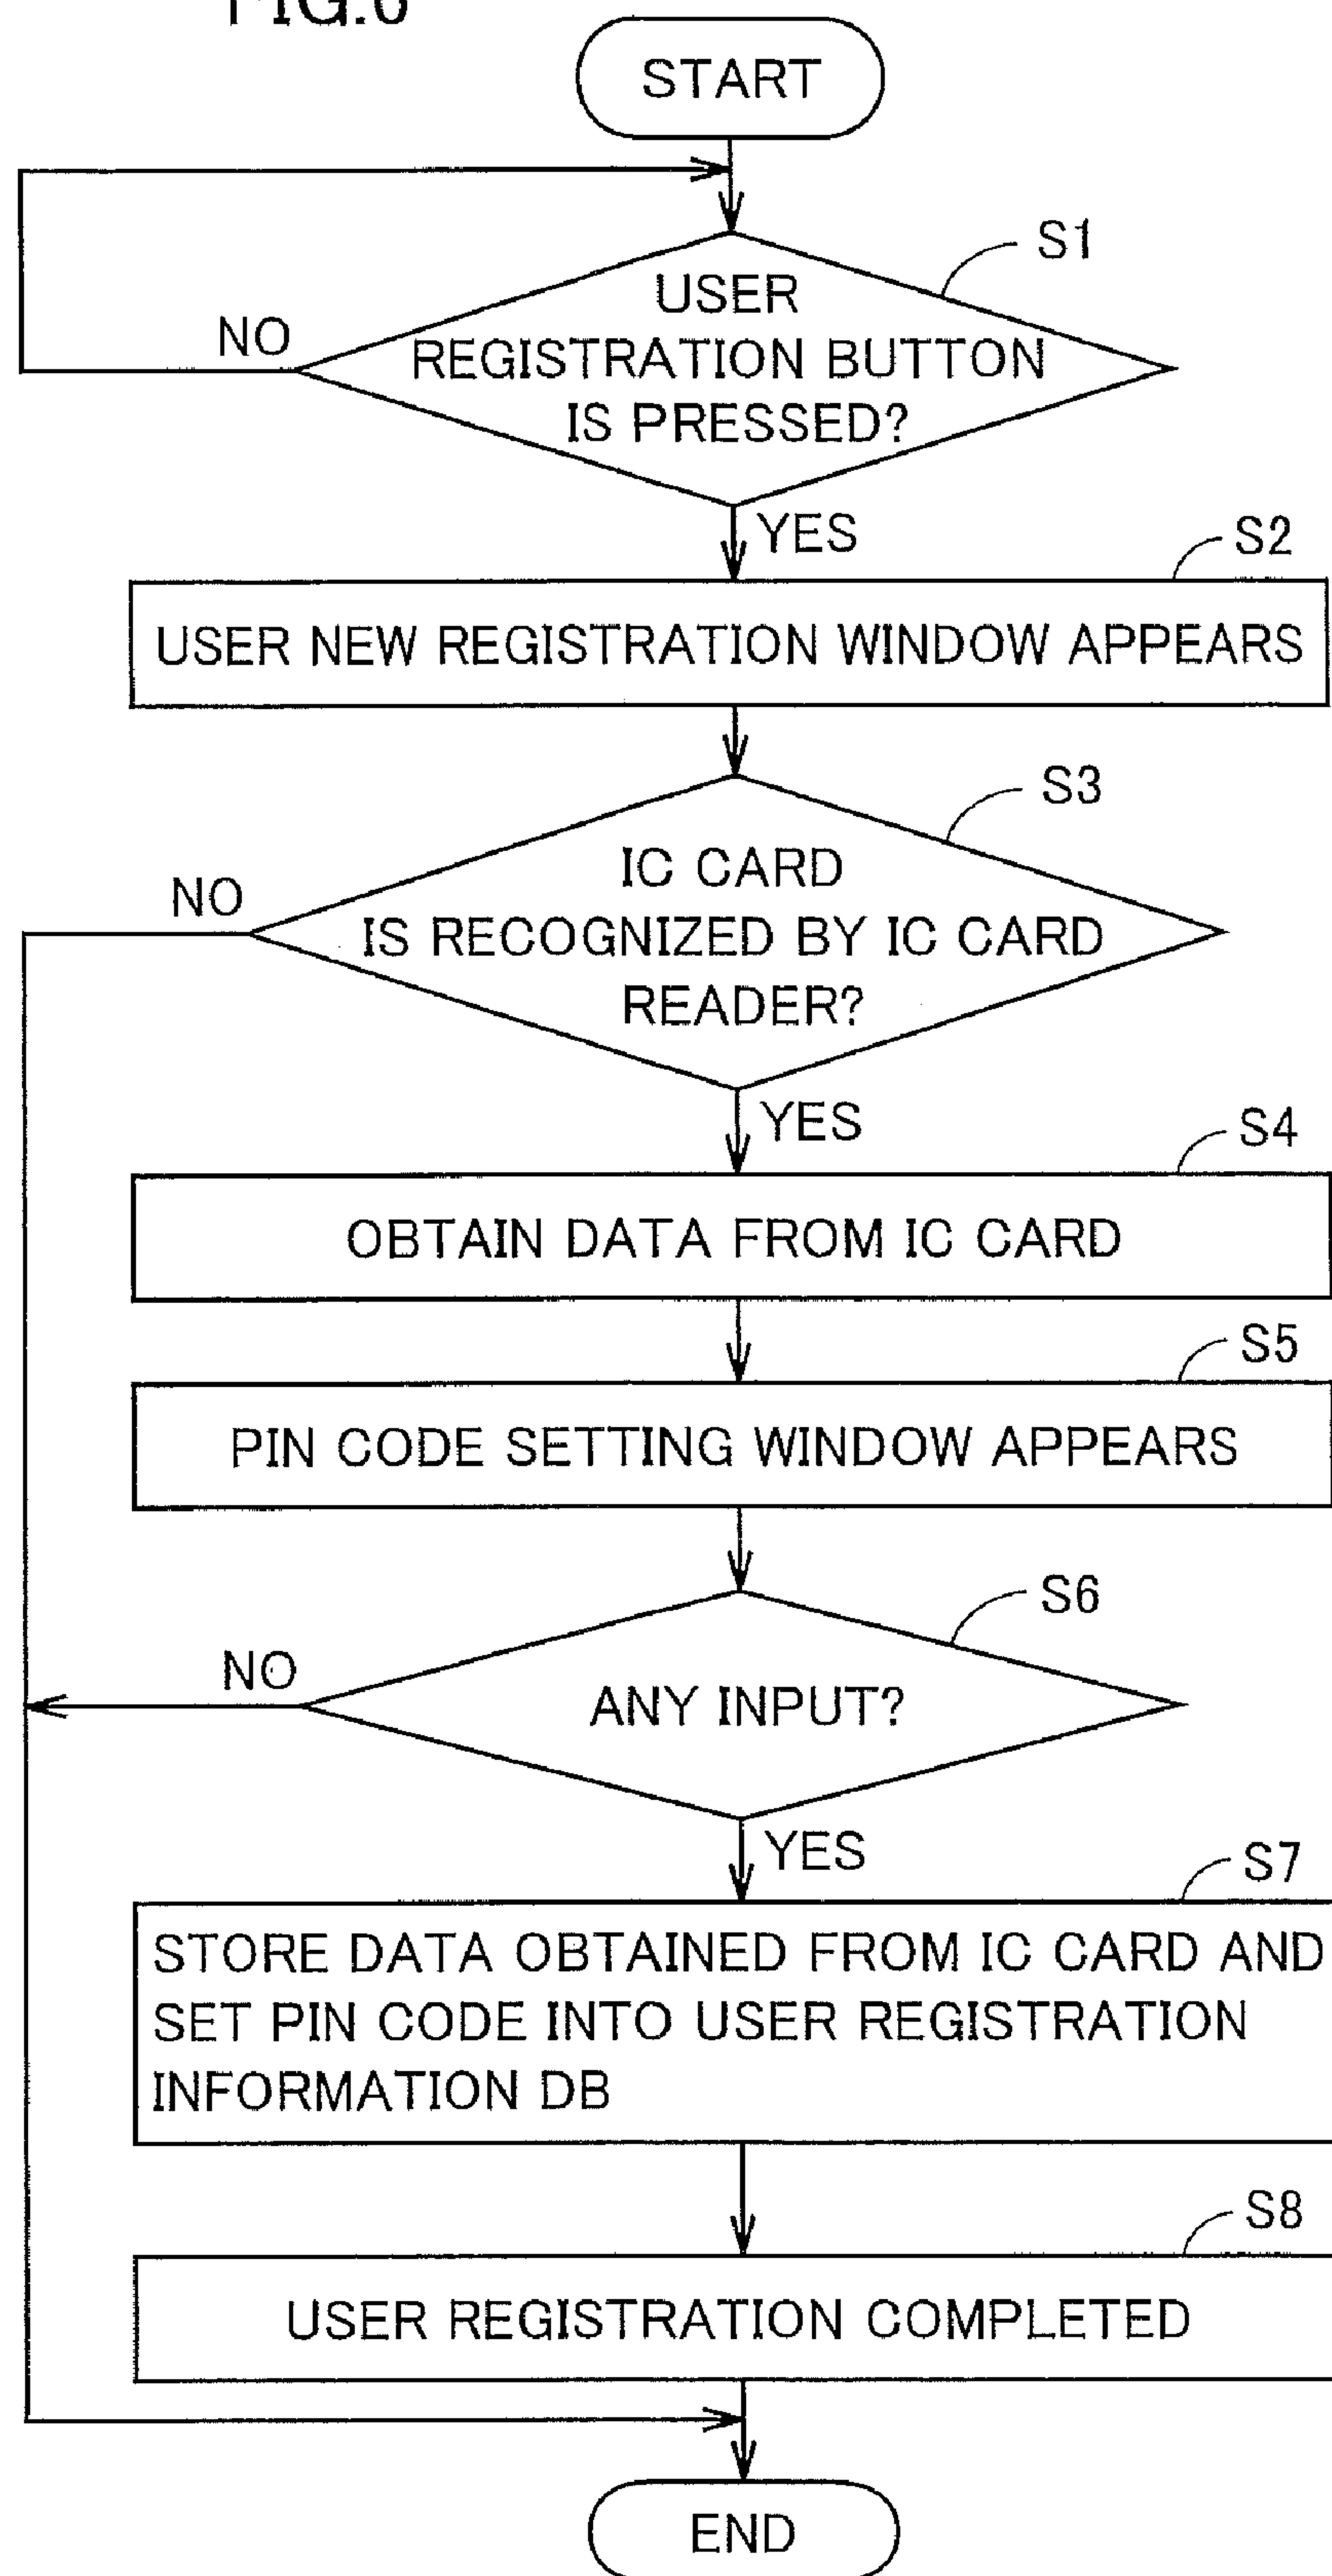 FIG.6
START
S1
USER
REGISTRATION BUTTON
IS PRESSED?
NO
YES
S2
USER NEW REGISTRATION WINDOW APPEARS
S3
IC CARD
IS RECOGNIZED BY IC CARD
READER?
NO
YES
S4
OBTAIN DATA FROM IC CARD
S5
PIN CODE SETTING WINDOW APPEARS
S6
ANY INPUT?
NO
YES
S7
STORE DATA OBTAINED FROM IC CARD AND
SET PIN CODE INTO USER REGISTRATION
INFORMATION DB
S8
USER REGISTRATION COMPLETED
END